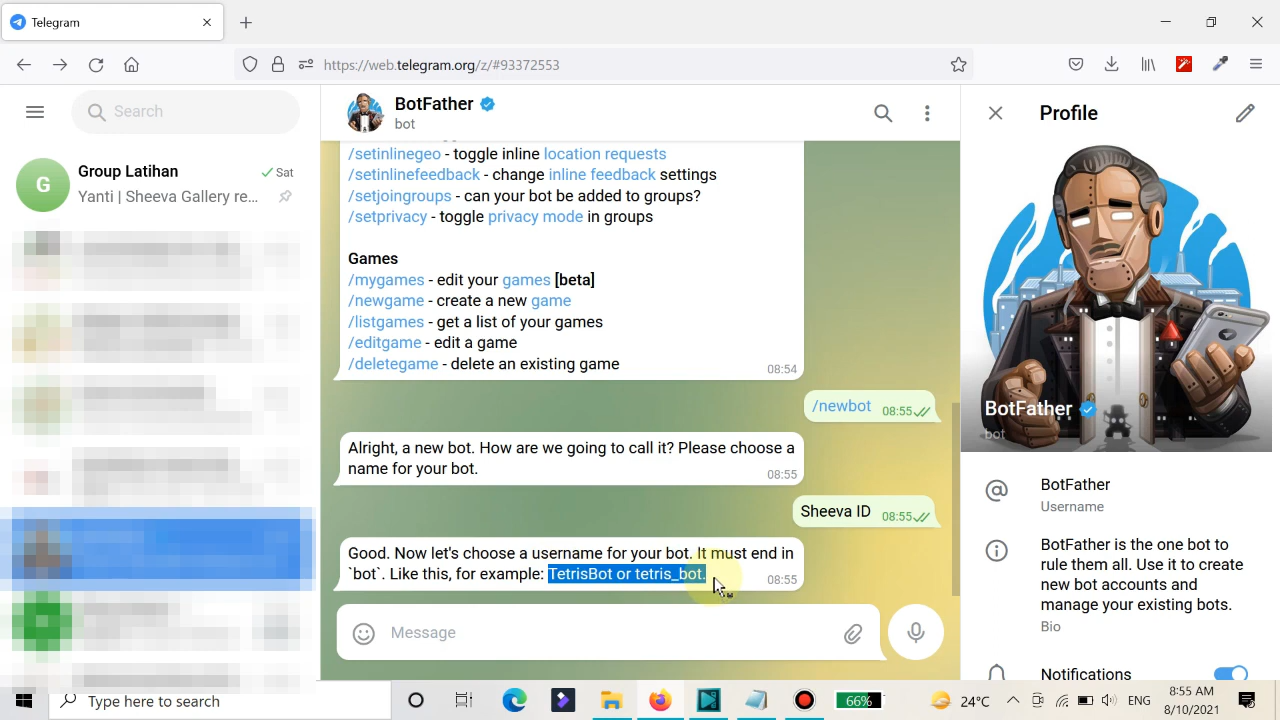 Telegram
https://web.telegram.org/z/#93372553
Search
Group Latihan
Sat
G
Yanti | Sheeva Gallery re...
BotFather
bot
/setinlinegeo - toggle inline location requests
/setinlinefeedback - change inline feedback settings
/setjoingroups - can your bot be added to groups?
/setprivacy - toggle privacy mode in groups
Games
/mygames - edit your games [beta]
/newgame - create a new game
/listgames - get a list of your games
/editgame - edit a game
/deletegame - delete an existing game
08:54
/newbot 08:55
Alright, a new bot. How are we going to call it? Please choose a
name for your bot.
08:55
Sheeva ID 08:55
Good. Now let's choose a username for your bot. It must end in
`bot`. Like this, for example: TetrisBot or tetris_bot.
08:55
Message
Profile
BotFather
bot
BotFather
Username
BotFather is the one bot to
rule them all. Use it to create
new bot accounts and
manage your existing bots.
Bio
Notifications
Type here to search
66%
24°C
ENG
8:55 AM
8/10/2021